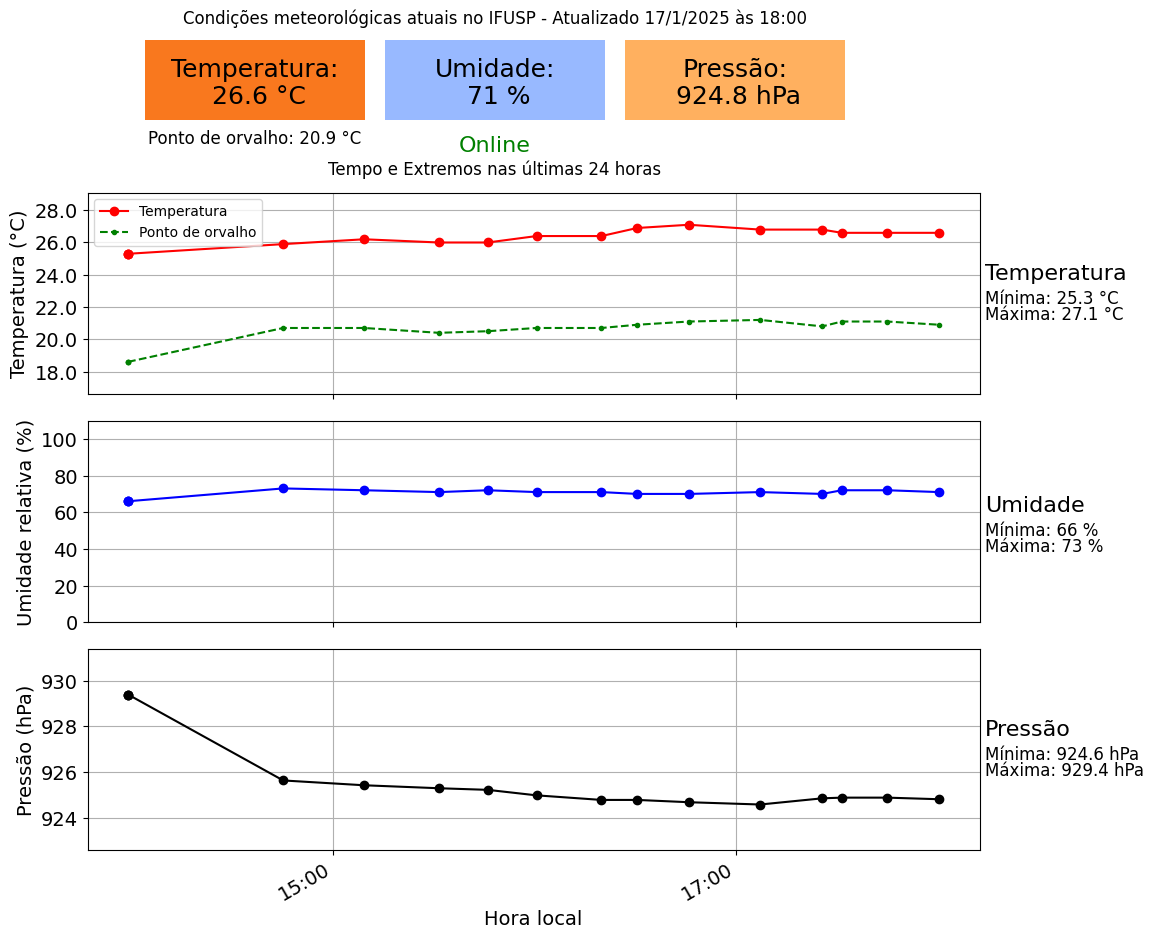 Condições meteorológicas atuais no IFUSP - Atualizado 17/1/2025 às 18:00
Temperatura:
26.6 °C
Umidade:
71 %
Pressão:
924.8 hPa
Ponto de orvalho: 20.9 °C
Online
Tempo e Extremos nas últimas 24 horas
Temperatura (°C)
28.0
26.0
24.0
22.0
20.0
18.0
Temperatura
Ponto de orvalho
Temperatura
Mínima: 25.3 °C
Máxima: 27.1 °C
Umidade relativa (%)
100
80
60
40
20
0
Umidade
Mínima: 66 %
Máxima: 73 %
Pressão (hPa)
930
928
926
924
Pressão
Mínima: 924.6 hPa
Máxima: 929.4 hPa
15:00
17:00
Hora local